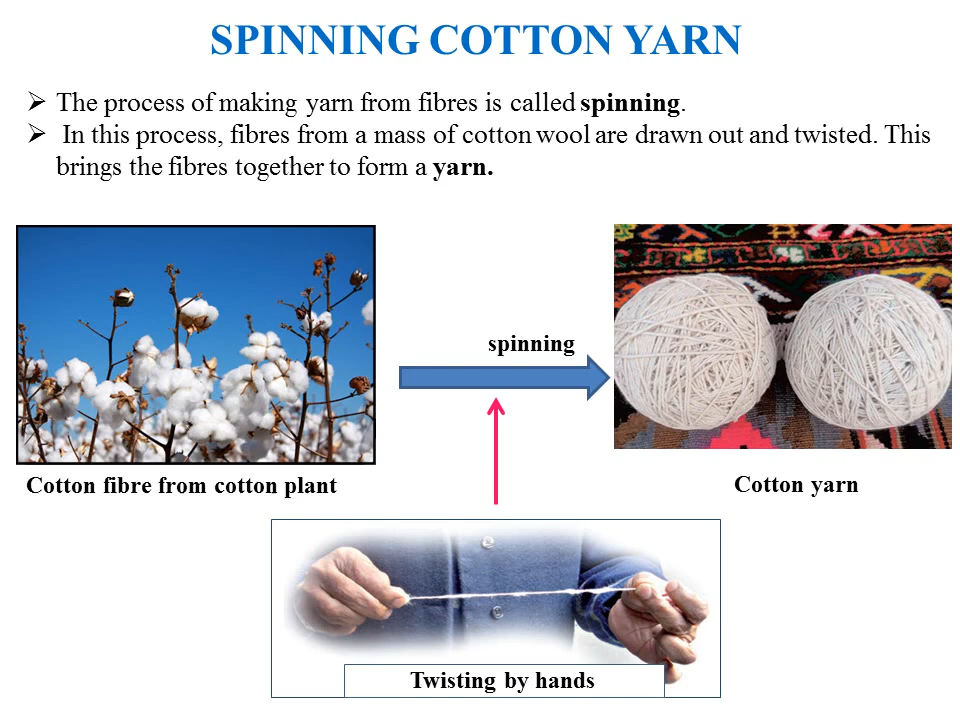 SPINNING COTTON YARN
➢ The process of making yarn from fibres is called spinning.
➢ In this process, fibres from a mass of cotton wool are drawn out and twisted. This
brings the fibres together to form a yarn.
spinning
Cotton fibre from cotton plant
Cotton yarn
Twisting by hands